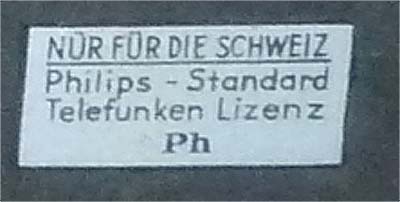 NUR FÜR DIE SCHWEIZ
Philips - Standard
Telefunken Lizenz
Ph